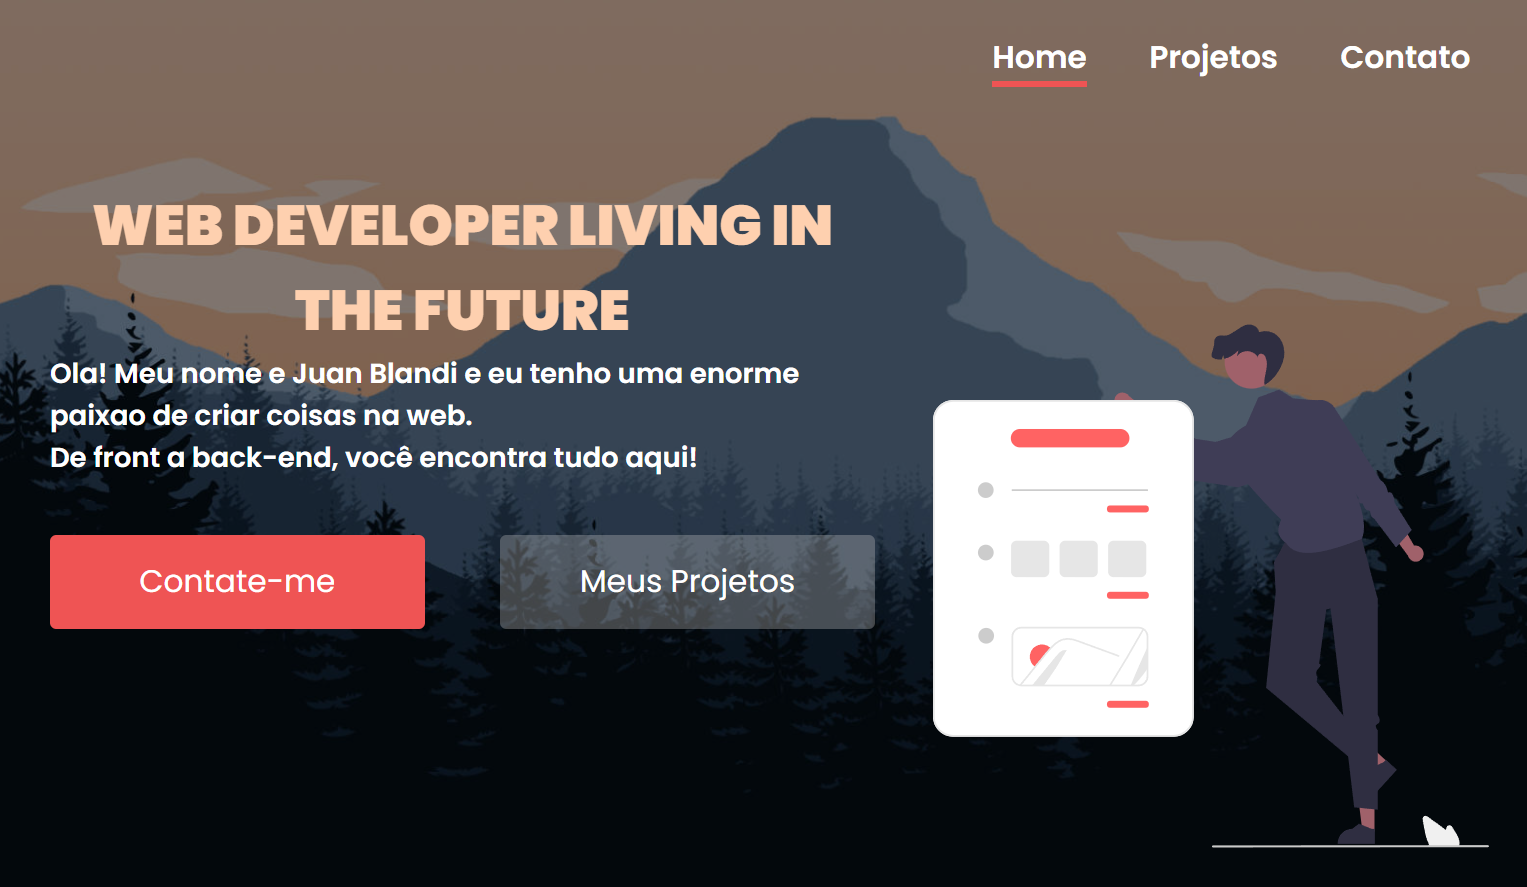 Home Projetos Contato
WEB DEVELOPER LIVING IN
THE FUTURE
Ola! Meu nome e Juan Blandi e eu tenho uma enorme
paixao de criar coisas na web.
De front a back-end, você encontra tudo aqui!
Contate-me Meus Projetos